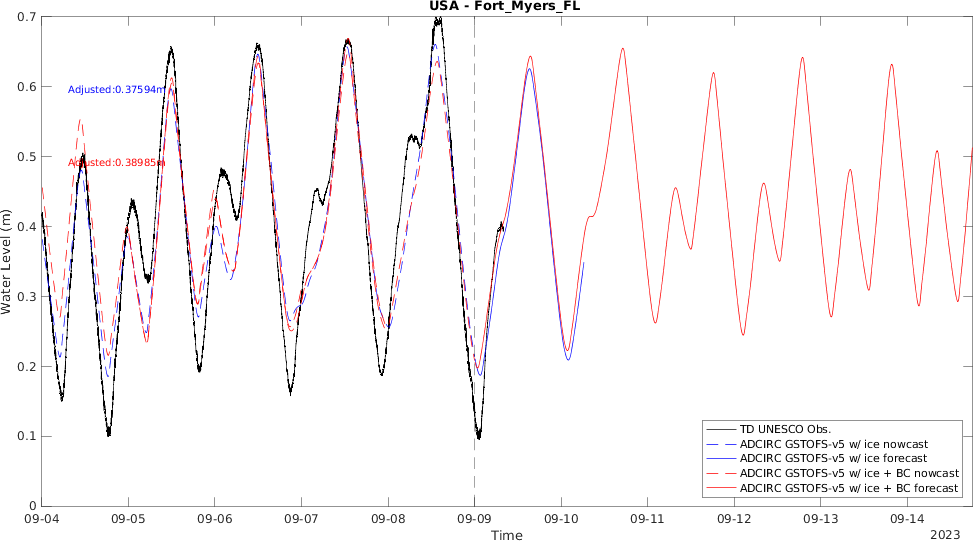 USA - Fort_Myers_FL
0.7
0.6
0.5
0.4
0.3
0.2
0.1
0
Water Level (m)
Adjusted:0.37594m
Adjusted:0.38985m
TD UNESCO Obs.
ADCIRC GSTOFS-v5 w/ ice nowcast
ADCIRC GSTOFS-v5 w/ ice forecast
ADCIRC GSTOFS-v5 w/ ice + BC nowcast
ADCIRC GSTOFS-v5 w/ ice + BC forecast
09-04 09-05 09-06 09-07 09-08 09-09 09-10 09-11 09-12 09-13 09-14
Time
2023